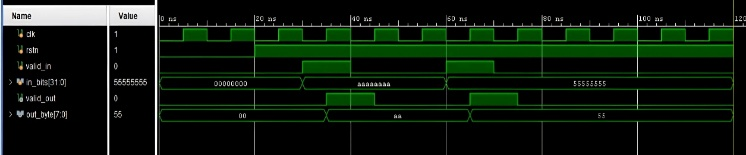 Name Value 0 ns 20 ns 40 ns 60 ns 80 ns 100 ns 120
clk 1
rstn 1
valid_in 0
in_bits[31:0] 55555555 00000000 aaaaaaaa 55555555
valid_out 0
out_byte[7:0] 55 00 aa 55